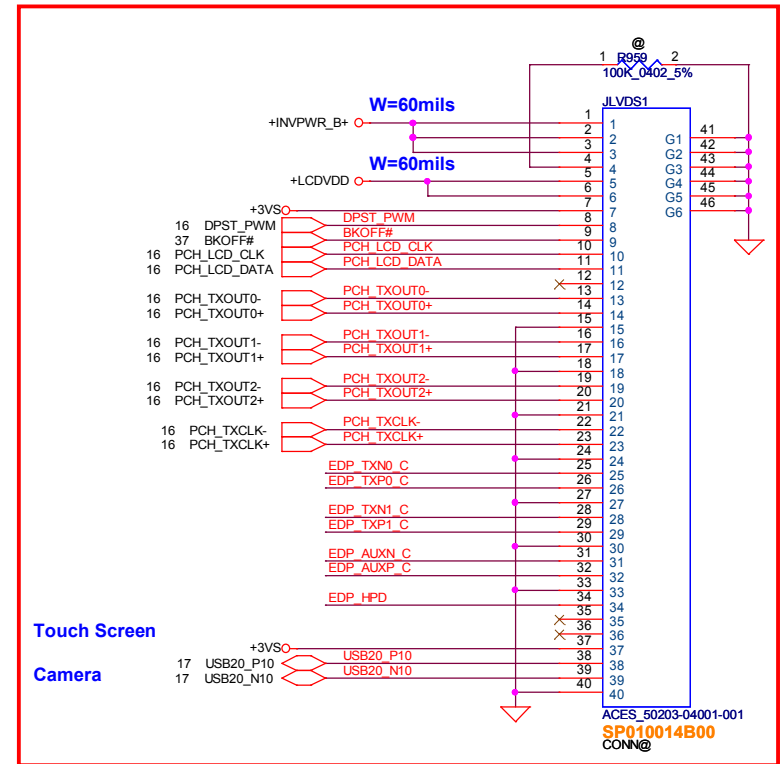 @
1 R959 2
100K_0402_5%
JLVDS1
W=60mils
+INVPWR_B+ 1 1
2 2 G1 41
3 3 G2 42
W=60mils 4 4 G3 43
+LCDVDD 5 5 G4 44
6 6 G5 45
+3VS 7 7 G6 46
16 DPST_PWM DPST_PWM 8 8
37 BKOFF# BKOFF# 9 9
16 PCH_LCD_CLK PCH_LCD_CLK 10 10
16 PCH_LCD_DATA PCH_LCD_DATA 11 11
12 12
16 PCH_TXOUT0- PCH_TXOUT0- 13 13
16 PCH_TXOUT0+ PCH_TXOUT0+ 14 14
15 15
16 PCH_TXOUT1- PCH_TXOUT1- 16 16
16 PCH_TXOUT1+ PCH_TXOUT1+ 17 17
18 18
16 PCH_TXOUT2- PCH_TXOUT2- 19 19
16 PCH_TXOUT2+ PCH_TXOUT2+ 20 20
21 21
16 PCH_TXCLK- PCH_TXCLK- 22 22
16 PCH_TXCLK+ PCH_TXCLK+ 23 23
24 24
EDP_TXN0_C 25 25
EDP_TXP0_C 26 26
27 27
EDP_TXN1_C 28 28
EDP_TXP1_C 29 29
30 30
EDP_AUXN_C 31 31
EDP_AUXP_C 32 32
33 33
EDP_HPD 34 34
35 35
Touch Screen 36 36
+3VS 37 37
17 USB20_P10 USB20_P10 38 38
Camera 17 USB20_N10 USB20_N10 39 39
40 40
ACES_50203-04001-001
SP010014B00
CONN@